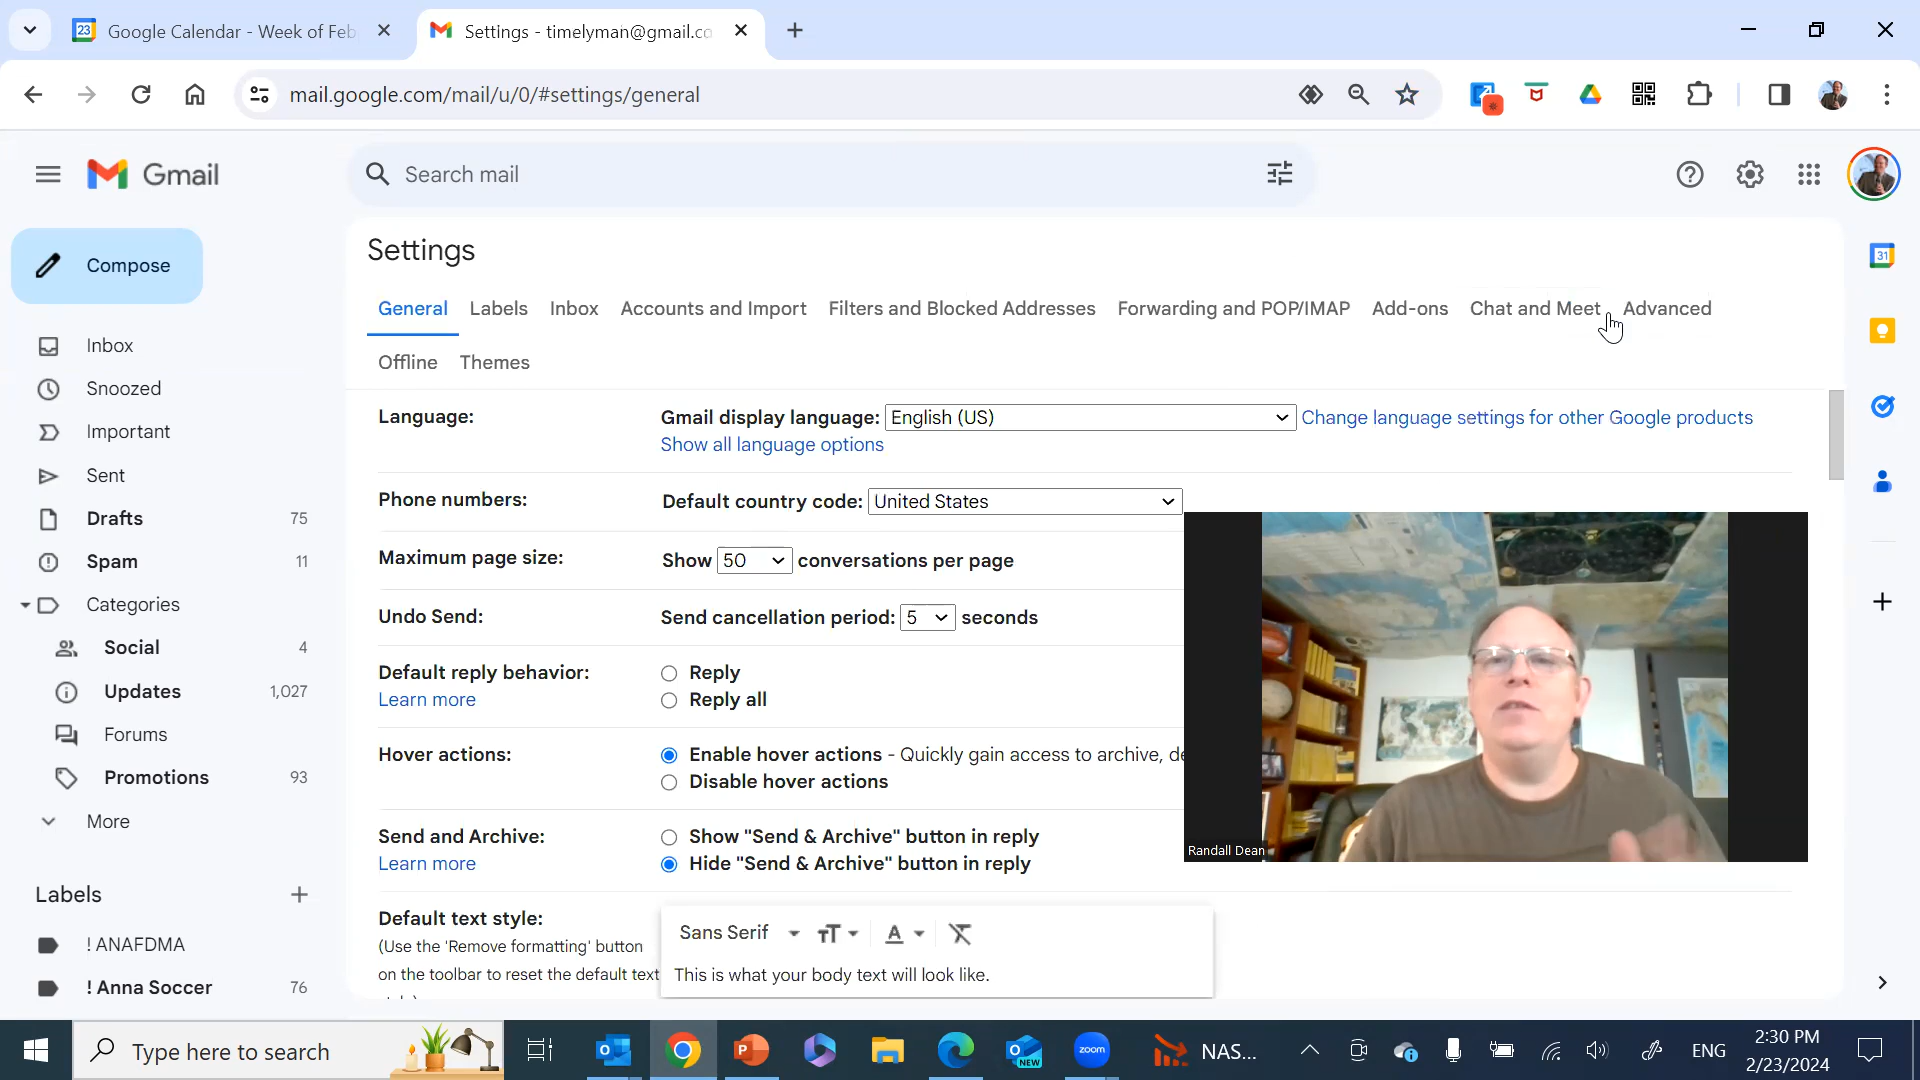 23 Google Calendar - Week of Feb
Settings - timelyman@gmail.co
mail.google.com/mail/u/0/#settings/general
Gmail
Search mail
31
Settings
Compose
General Labels Inbox Accounts and Import Filters and Blocked Addresses Forwarding and POP/IMAP Add-ons Chat and Meet Advanced
Offline Themes
Inbox
Snoozed
Important
Sent
Drafts 75
Spam 11
Categories
Social 4
Updates 1,027
Forums
Promotions 93
More
Labels
! ANAFDMA
! Anna Soccer 76
Language: Gmail display language: English (US) Change language settings for other Google products
Show all language options
Phone numbers: Default country code: United States
Maximum page size: Show 50 conversations per page
Undo Send: Send cancellation period: 5 seconds
Default reply behavior: Reply
Learn more Reply all
Hover actions: Enable hover actions - Quickly gain access to archive, de
Disable hover actions
Send and Archive: Show "Send & Archive" button in reply
Learn more Hide "Send & Archive" button in reply
Default text style: Sans Serif
(Use the 'Remove formatting' button
on the toolbar to reset the default text
This is what your body text will look like.
Randall Dean
Type here to search
NEW
zoom
NAS...
ENG
2:30 PM
2/23/2024